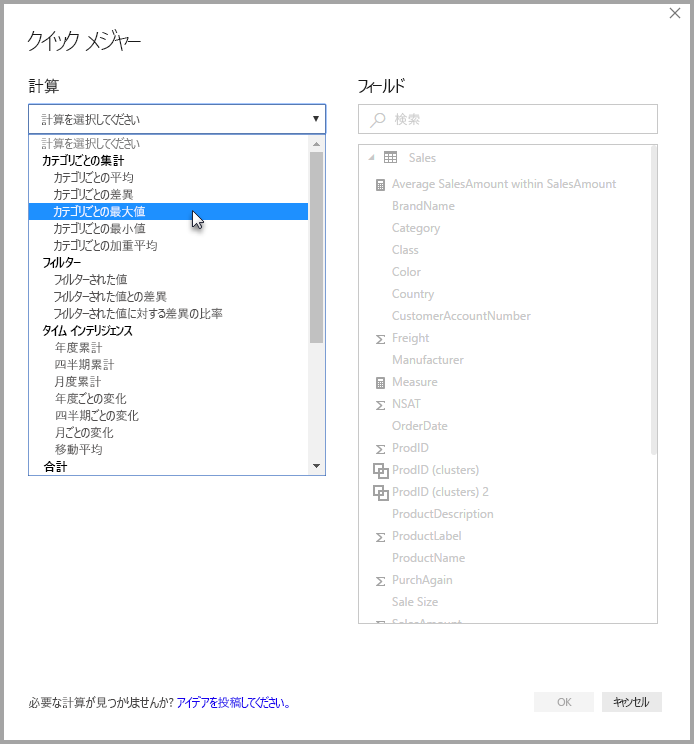 クイック メジャー
計算
計算を選択してください
計算を選択してください
カテゴリごとの集計
カテゴリごとの平均
カテゴリごとの差異
カテゴリごとの最大値
カテゴリごとの最小値
カテゴリごとの加重平均
フィルター
フィルターされた値
フィルターされた値との差異
フィルターされた値に対する差異の比率
タイム インテリジェンス
年度累計
四半期累計
月度累計
年度ごとの変化
四半期ごとの変化
月ごとの変化
移動平均
合計
フィールド
検索
Sales
Average SalesAmount within SalesAmount
BrandName
Category
Class
Color
Country
CustomerAccountNumber
Freight
Manufacturer
Measure
NSAT
OrderDate
ProdID
ProdID (clusters)
ProdID (clusters) 2
ProductDescription
ProductLabel
ProductName
PurchAgain
Sale Size
SalesAmount
必要な計算が見つかりませんか? アイデアを投稿してください。
OK
キャンセル